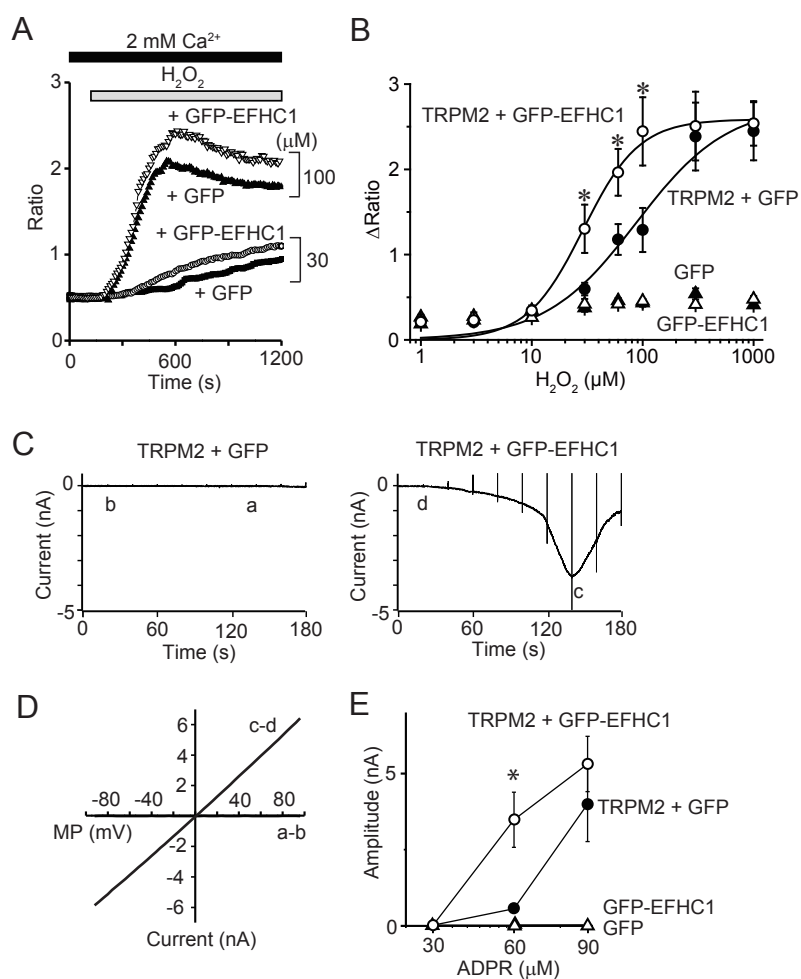 A
2 mM Ca²⁺
H₂O₂
3
2
1
0
Ratio
+ GFP-EFHC1
(μM)
100
+ GFP
+ GFP-EFHC1
30
+ GFP
0 600 1200
Time (s)
B
3
2
1
0
ΔRatio
TRPM2 + GFP-EFHC1
*
*
*
TRPM2 + GFP
GFP
GFP-EFHC1
1 10 100 1000
H₂O₂ (μM)
C
TRPM2 + GFP
0
-5
Current (nA)
b a
0 60 120 180
Time (s)
TRPM2 + GFP-EFHC1
0
-5
Current (nA)
d
c
0 60 120 180
Time (s)
D
6
4
2
c-d
-80 -40 40 80
MP (mV)
a-b
-2
-4
-6
Current (nA)
E
TRPM2 + GFP-EFHC1
5
0
Amplitude (nA)
*
TRPM2 + GFP
GFP-EFHC1
GFP
30 60 90
ADPR (μM)